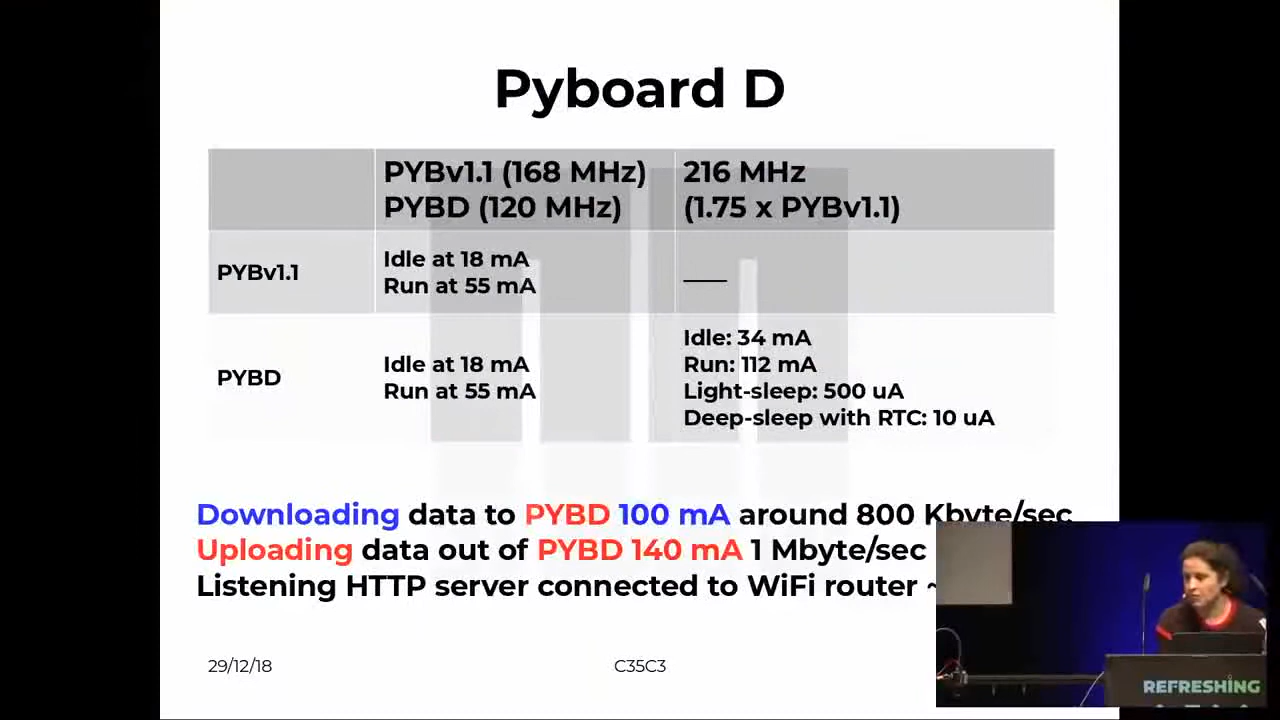 Pyboard D
PYBv1.1 (168 MHz)
PYBD (120 MHz)
216 MHz
(1.75 x PYBv1.1)
PYBv1.1
Idle at 18 mA
Run at 55 mA
PYBD
Idle at 18 mA
Run at 55 mA
Idle: 34 mA
Run: 112 mA
Light-sleep: 500 uA
Deep-sleep with RTC: 10 uA
Downloading data to PYBD 100 mA around 800 Kbyte/sec
Uploading data out of PYBD 140 mA 1 Mbyte/sec
Listening HTTP server connected to WiFi router ~
29/12/18
C35C3
REFRESHING